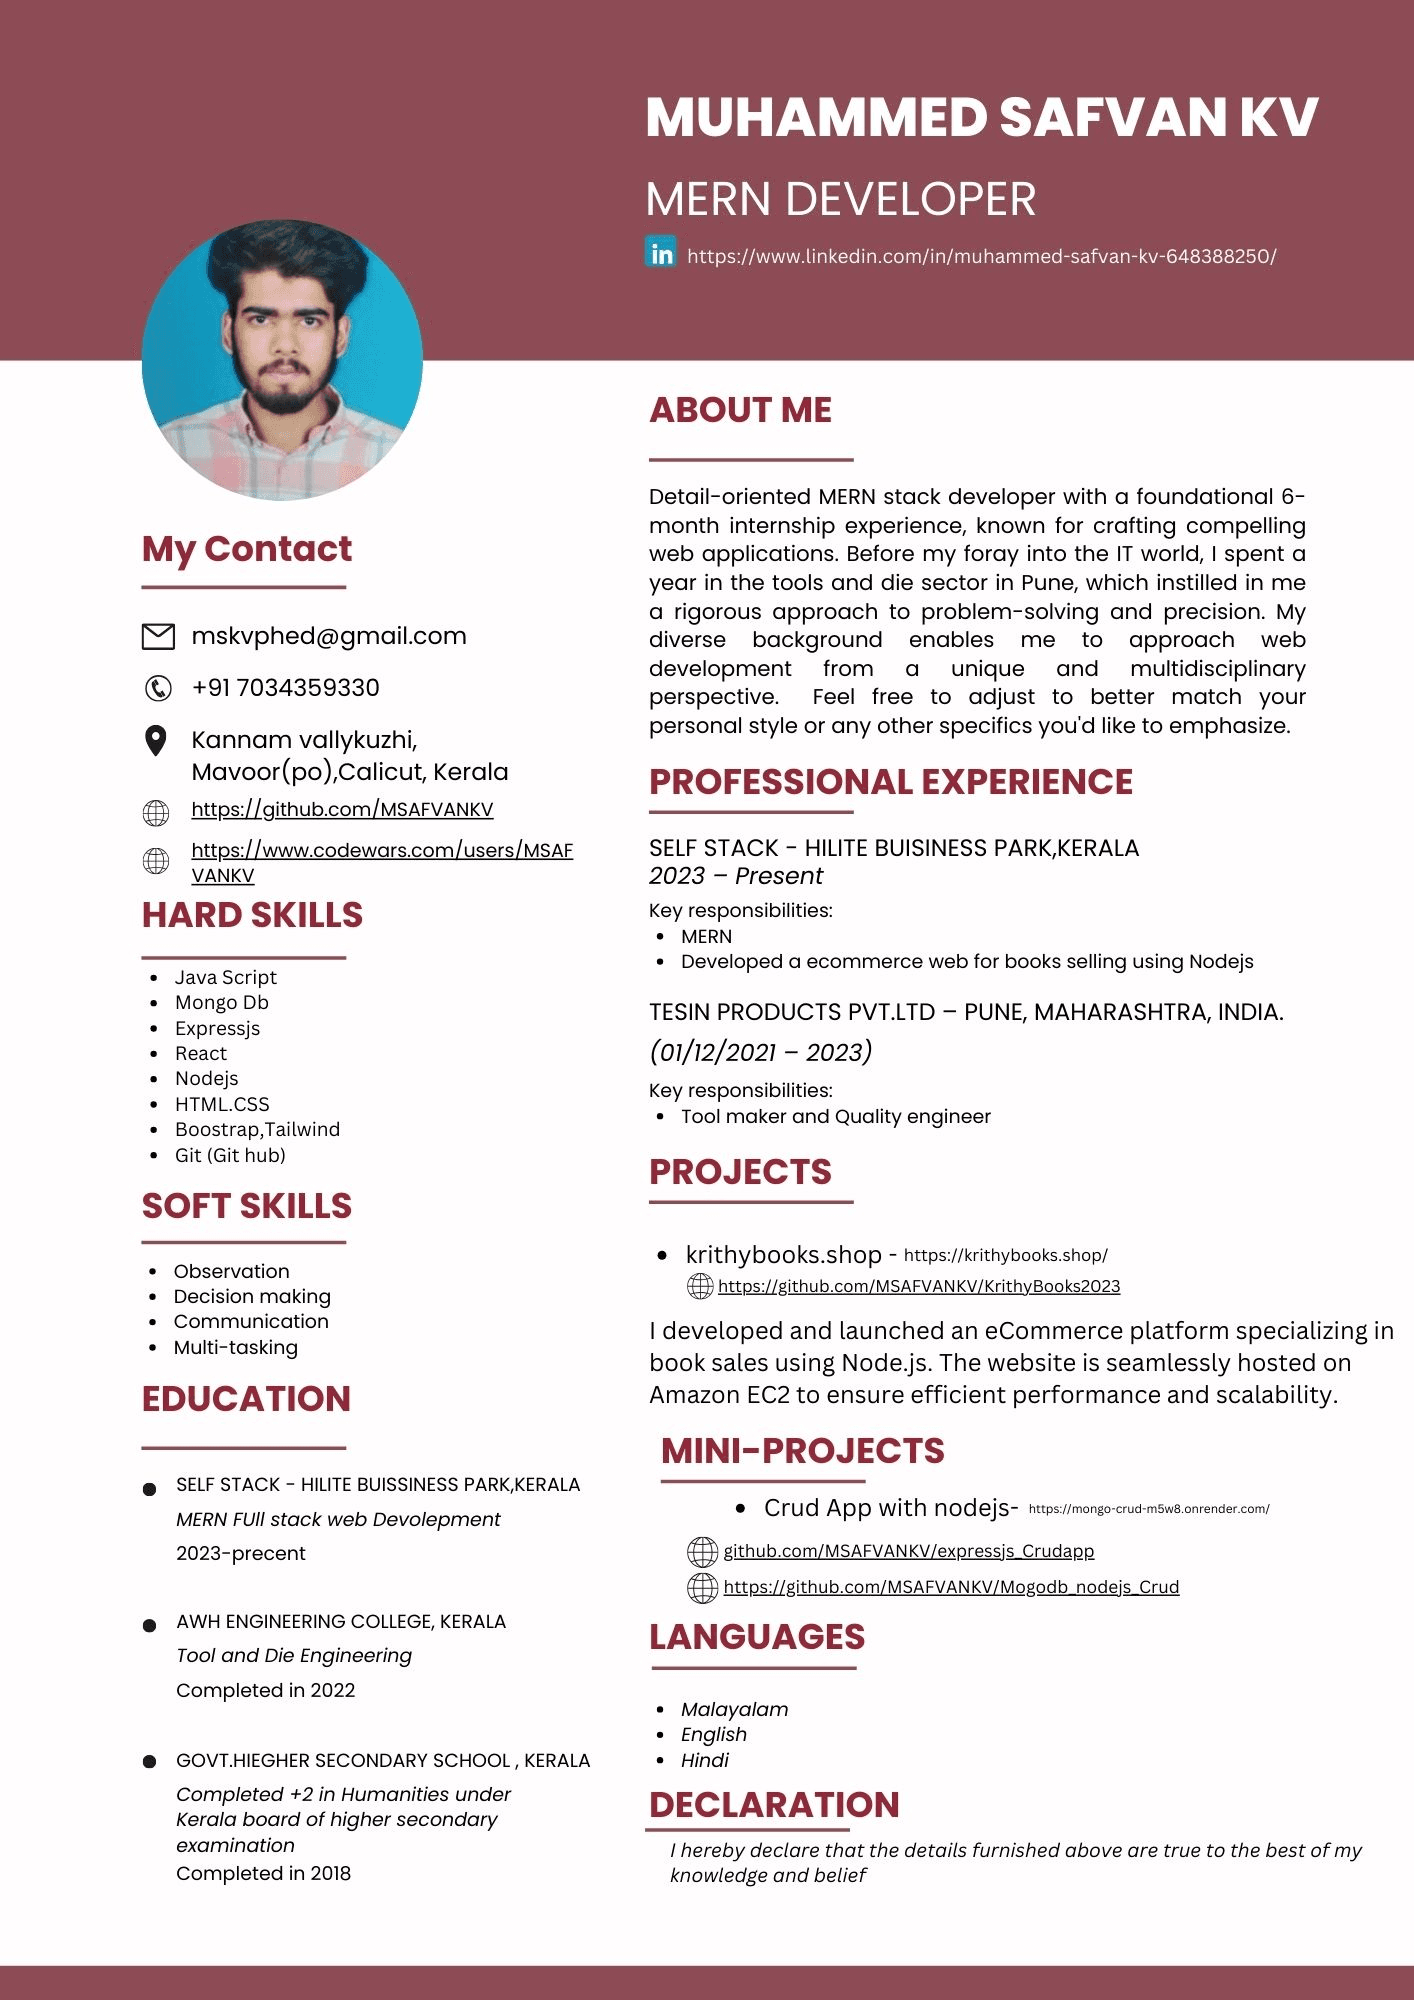 MUHAMMED SAFVAN KV
MERN DEVELOPER
in https://www.linkedin.com/in/muhammed-safvan-kv-648388250/
My Contact
mskvphed@gmail.com
+91 7034359330
Kannam vallykuzhi,
Mavoor(po),Calicut, Kerala
https://github.com/MSAFVANKV
https://www.codewars.com/users/MSAF
VANKV
HARD SKILLS
• Java Script
• Mongo Db
• Expressjs
• React
• Nodejs
• HTML.CSS
• Boostrap,Tailwind
• Git (Git hub)
SOFT SKILLS
• Observation
• Decision making
• Communication
• Multi-tasking
EDUCATION
• SELF STACK - HILITE BUISSINESS PARK,KERALA
MERN FUll stack web Devolepment
2023-precent
• AWH ENGINEERING COLLEGE, KERALA
Tool and Die Engineering
Completed in 2022
• GOVT.HIEGHER SECONDARY SCHOOL , KERALA
Completed +2 in Humanities under
Kerala board of higher secondary
examination
Completed in 2018
ABOUT ME
Detail-oriented MERN stack developer with a foundational 6-
month internship experience, known for crafting compelling
web applications. Before my foray into the IT world, I spent a
year in the tools and die sector in Pune, which instilled in me
a rigorous approach to problem-solving and precision. My
diverse background enables me to approach web
development from a unique and multidisciplinary
perspective. Feel free to adjust to better match your
personal style or any other specifics you'd like to emphasize.
PROFESSIONAL EXPERIENCE
SELF STACK - HILITE BUISINESS PARK,KERALA
2023 – Present
Key responsibilities:
• MERN
• Developed a ecommerce web for books selling using Nodejs
TESIN PRODUCTS PVT.LTD – PUNE, MAHARASHTRA, INDIA.
(01/12/2021 – 2023)
Key responsibilities:
• Tool maker and Quality engineer
PROJECTS
• krithybooks.shop - https://krithybooks.shop/
https://github.com/MSAFVANKV/KrithyBooks2023
I developed and launched an eCommerce platform specializing in
book sales using Node.js. The website is seamlessly hosted on
Amazon EC2 to ensure efficient performance and scalability.
MINI-PROJECTS
• Crud App with nodejs- https://mongo-crud-m5w8.onrender.com/
github.com/MSAFVANKV/expressjs_Crudapp
https://github.com/MSAFVANKV/Mogodb_nodejs_Crud
LANGUAGES
• Malayalam
• English
• Hindi
DECLARATION
I hereby declare that the details furnished above are true to the best of my
knowledge and belief